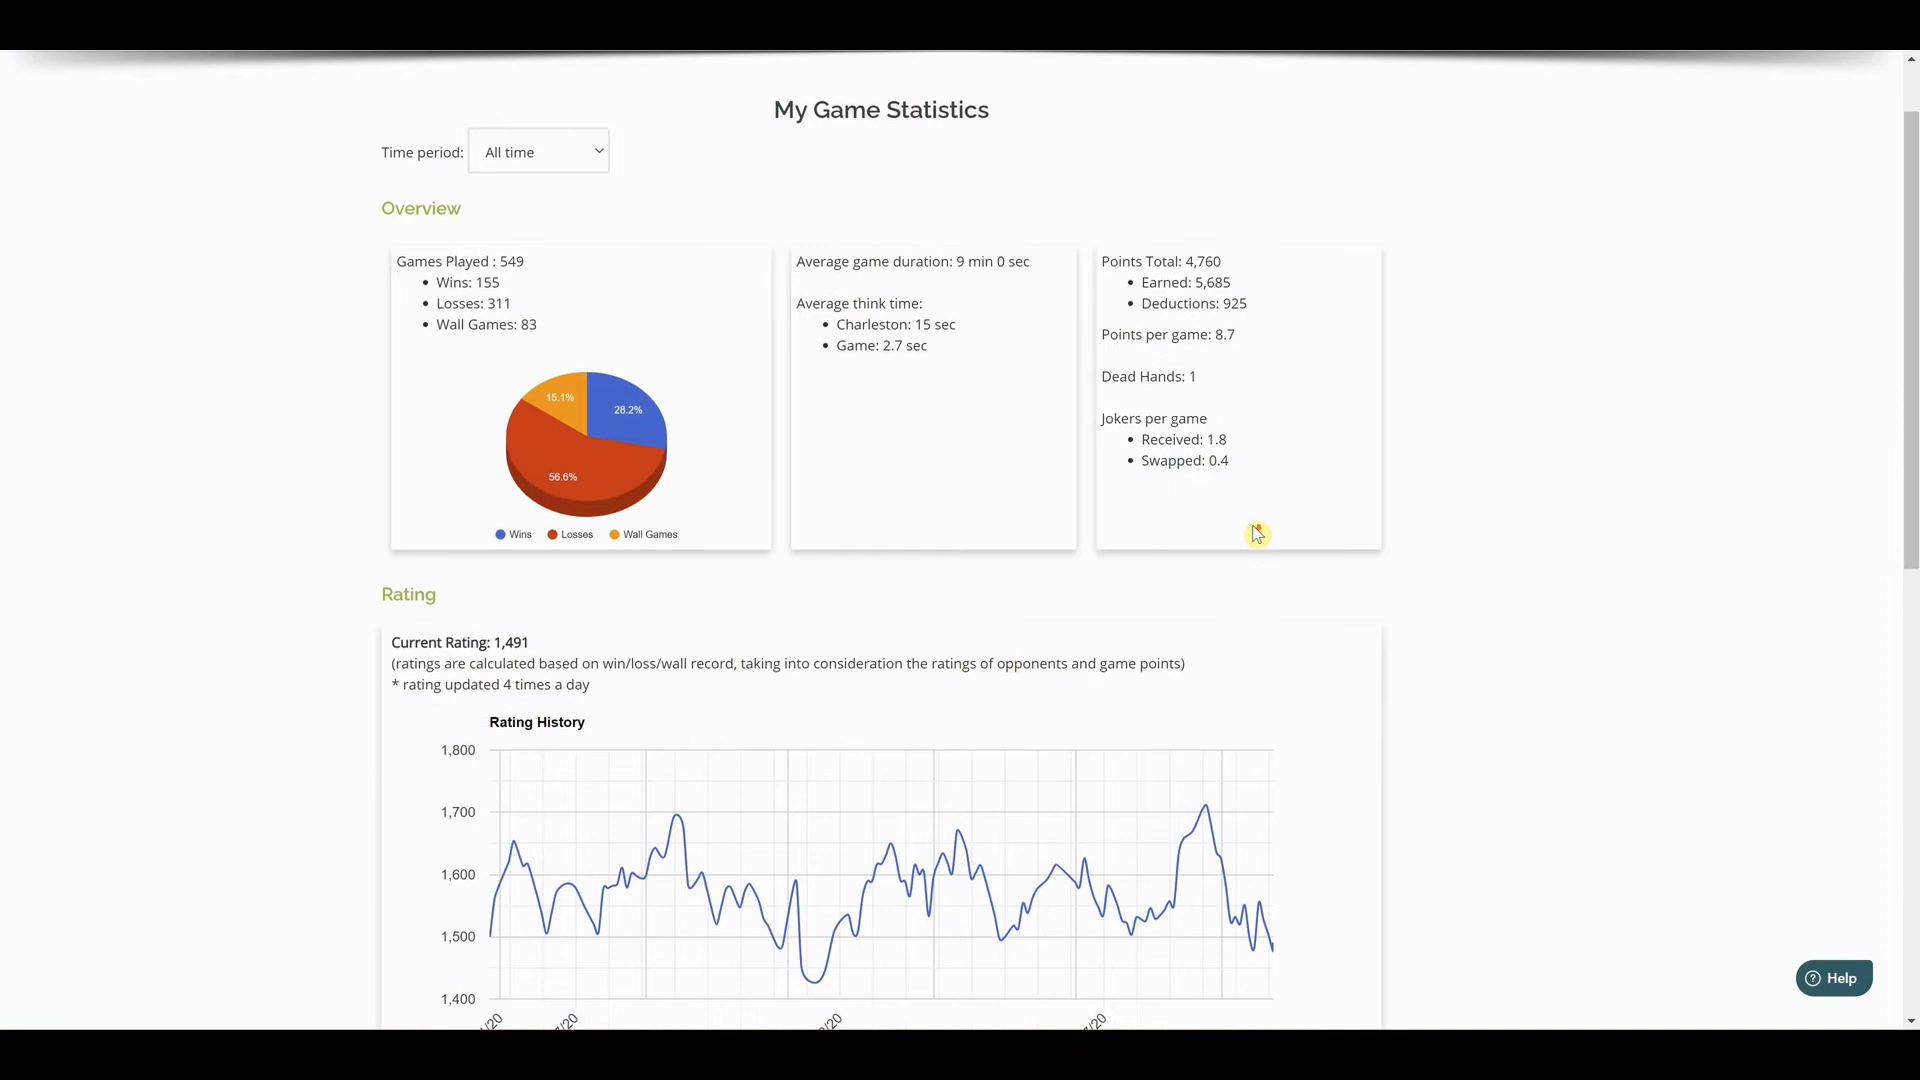 My Game Statistics
Time period: All time
Overview
Games Played : 549
Wins: 155
Losses: 311
Wall Games: 83
15.1%
28.2%
56.6%
Wins Losses Wall Games
Average game duration: 9 min 0 sec
Average think time:
Charleston: 15 sec
Game: 2.7 sec
Points Total: 4,760
Earned: 5,685
Deductions: 925
Points per game: 8.7
Dead Hands: 1
Jokers per game
Received: 1.8
Swapped: 0.4
Rating
Current Rating: 1,491
(ratings are calculated based on win/loss/wall record, taking into consideration the ratings of opponents and game points)
* rating updated 4 times a day
Rating History
1,800
1,700
1,600
1,500
1,400
Help